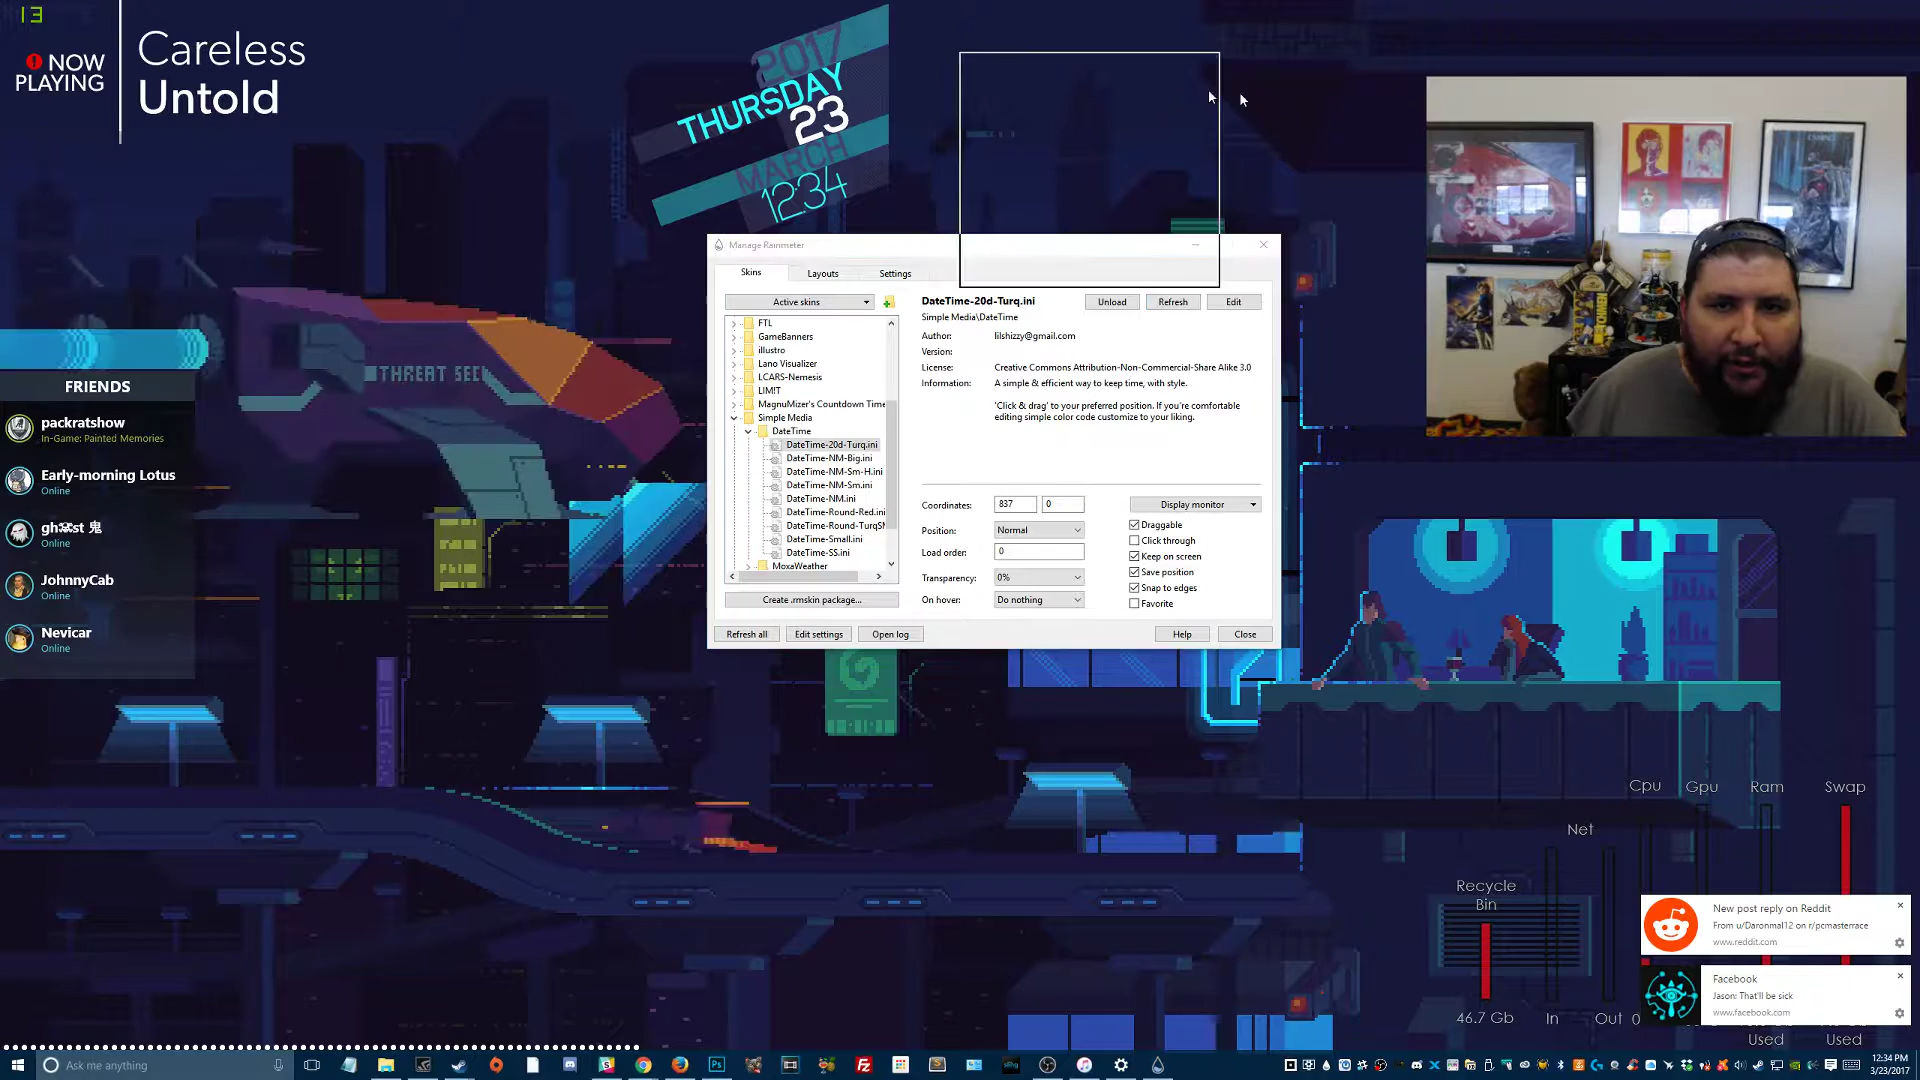 13
NOW
PLAYING
Careless
Untold
2017
THURSDAY
23
MARCH
12:34
THREAT SEC
FRIENDS
packratshow
In-Game: Painted Memories
Early-morning Lotus
Online
gh☠st 鬼
Online
JohnnyCab
Online
Nevicar
Online
Manage Rainmeter
Skins
Layouts
Settings
Active skins
FTL
GameBanners
illustro
Lano Visualizer
LCARS-Nemesis
LIM!T
MagnuMizer's Countdown Time
Simple Media
DateTime
DateTime-20d-Turq.ini
DateTime-NM-Big.ini
DateTime-NM-Sm-H.ini
DateTime-NM-Sm.ini
DateTime-NM.ini
DateTime-Round-Red.ini
DateTime-Round-TurqSM
DateTime-Small.ini
DateTime-SS.ini
MoxaWeather
Create .rmskin package...
DateTime-20d-Turq.ini
Unload
Refresh
Edit
Simple Media\DateTime
Author: lilshizzy@gmail.com
Version:
License: Creative Commons Attribution-Non-Commercial-Share Alike 3.0
Information: A simple & efficient way to keep time, with style.
'Click & drag' to your preferred position. If you're comfortable
editing simple color code customize to your liking.
Coordinates: 837 0
Display monitor
Position: Normal
Load order: 0
Transparency: 0%
On hover: Do nothing
Draggable
Click through
Keep on screen
Save position
Snap to edges
Favorite
Refresh all
Edit settings
Open log
Help
Close
Cpu
Gpu
Ram
Swap
Net
Recycle
Bin
46.7 Gb
In
Out
0
Used
Used
New post reply on Reddit
From u/Daronmal12 on r/pcmasterrace
www.reddit.com
Facebook
Jason: That'll be sick
www.facebook.com
Ask me anything
12:34 PM
3/23/2017